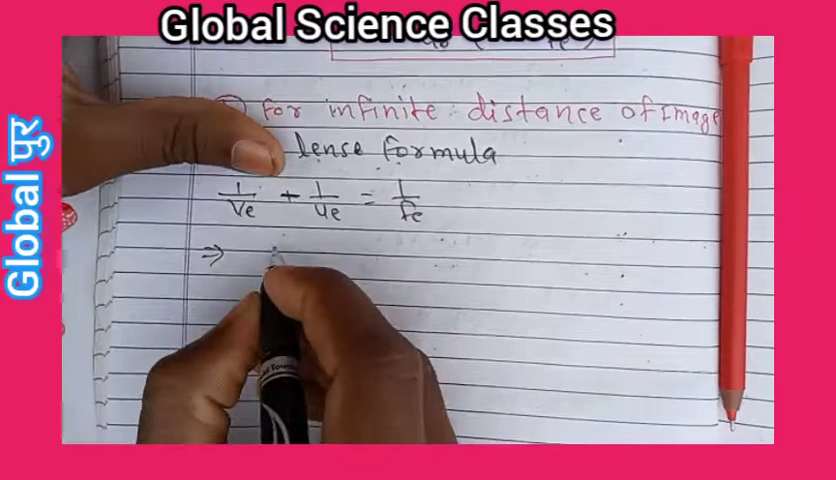 Global Science Classes
Global पुर
For infinite distance of Image
lense formula
1/Ve + 1/ue = 1/fe
⇒